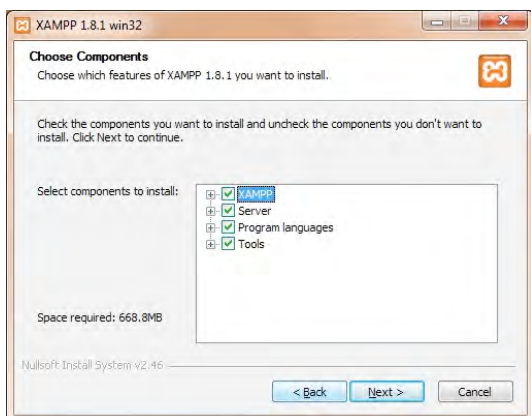 XAMPP 1.8.1 win32
Choose Components
Choose which features of XAMPP 1.8.1 you want to install.
Check the components you want to install and uncheck the components you don't want to
install. Click Next to continue.
Select components to install:
XAMPP
Server
Program languages
Tools
Space required: 668.8MB
Nullsoft Install System v2.46
< Back
Next >
Cancel